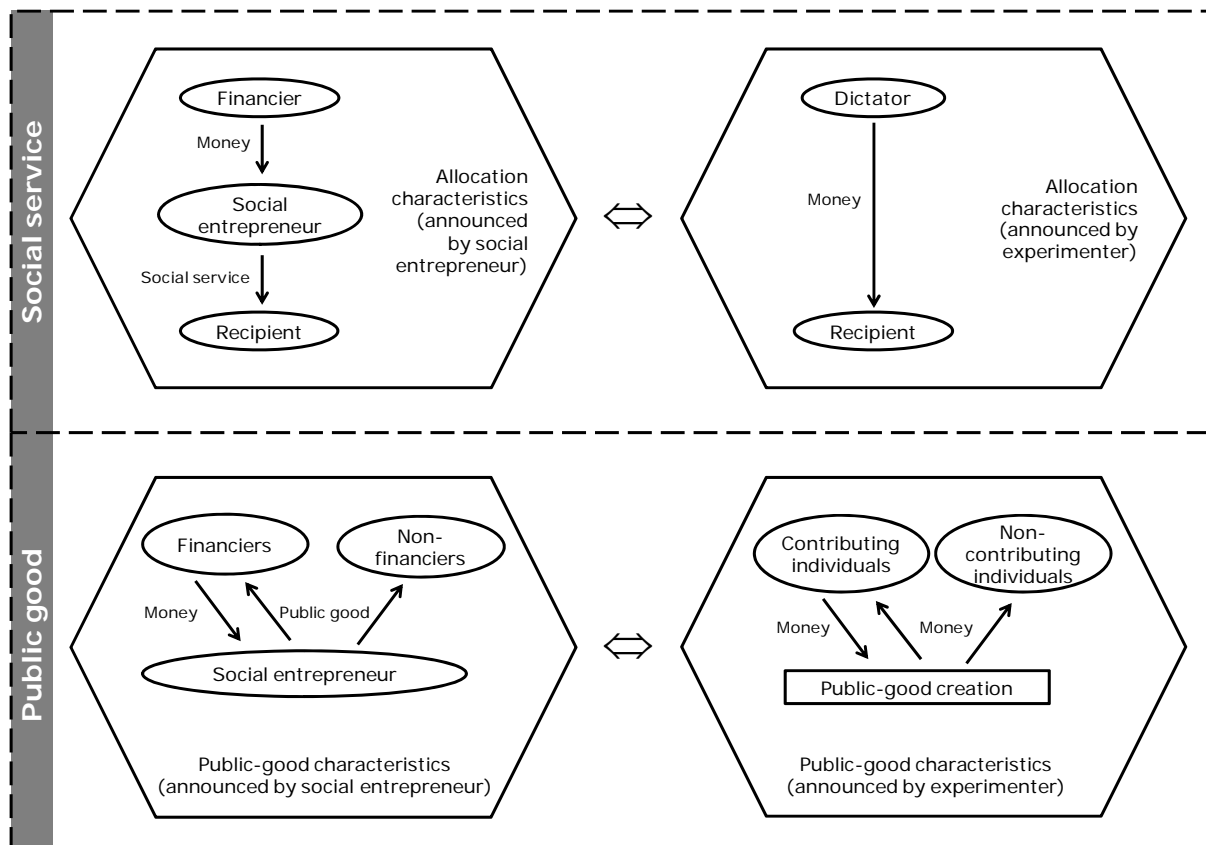 Social service
Financier
Money
Social
entrepreneur
Social service
Recipient
Allocation
characteristics
(announced
by social
entrepreneur)
Dictator
Money
Recipient
Allocation
characteristics
(announced by
experimenter)
Public good
Financiers
Non-
financiers
Money
Public good
Social entrepreneur
Public-good characteristics
(announced by social entrepreneur)
Contributing
individuals
Non-
contributing
individuals
Money
Money
Public-good creation
Public-good characteristics
(announced by experimenter)